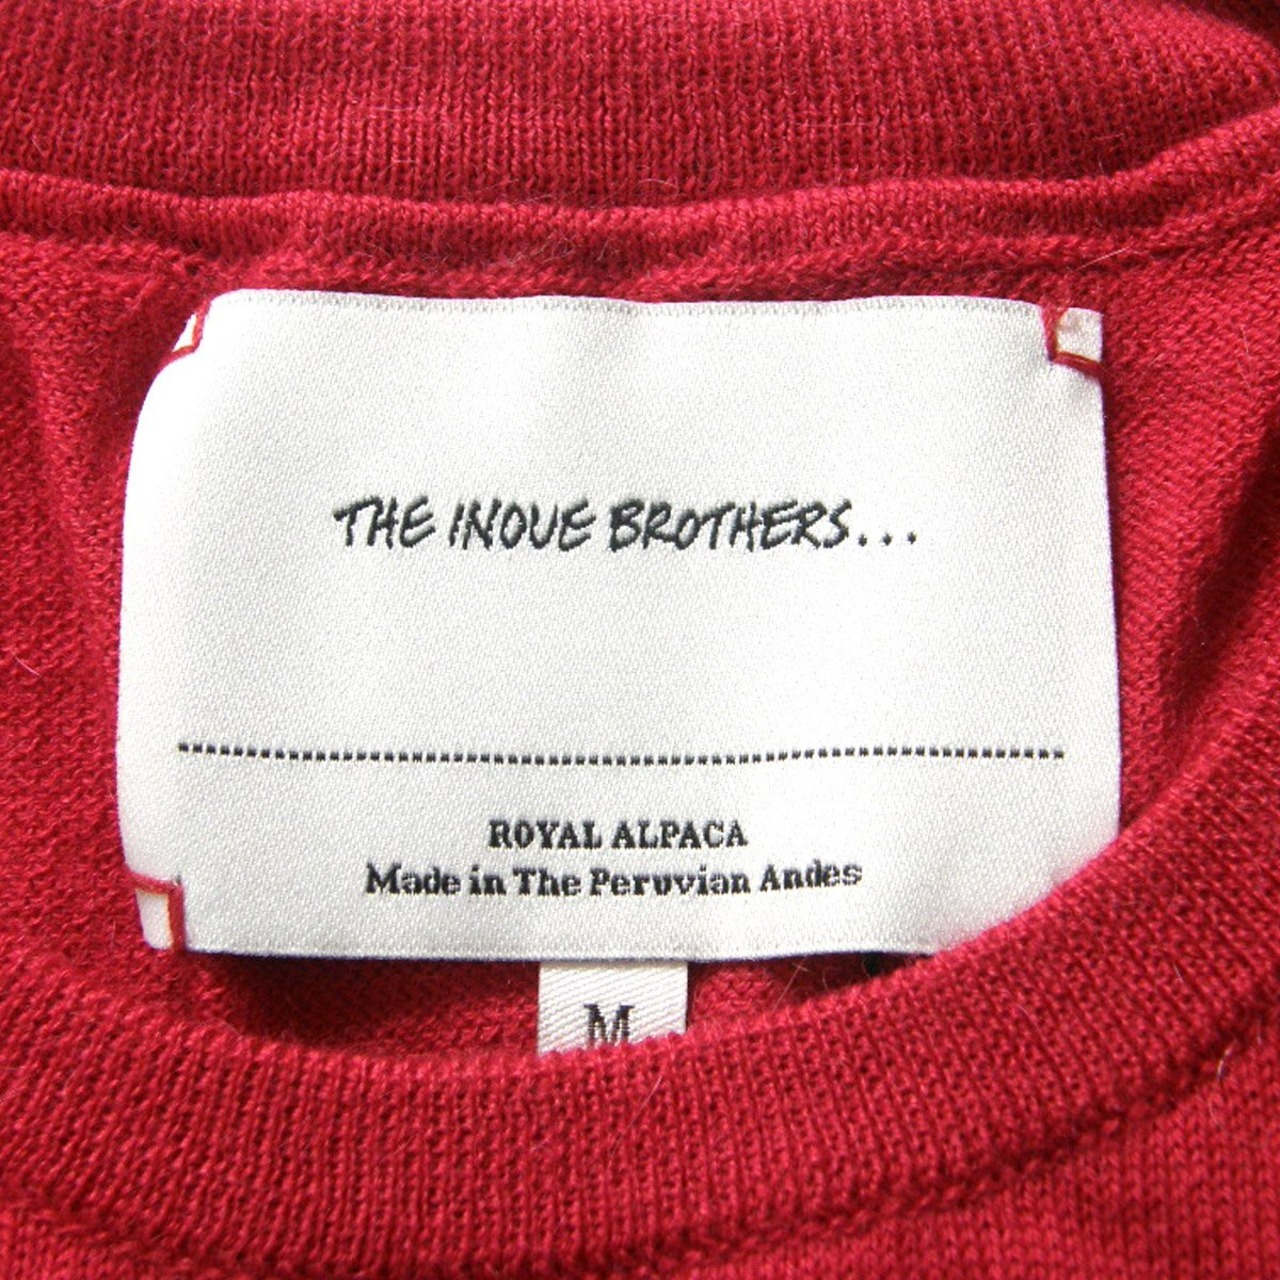 THE INOUE BROTHERS...
ROYAL ALPACA
Made in The Peruvian Andes
M